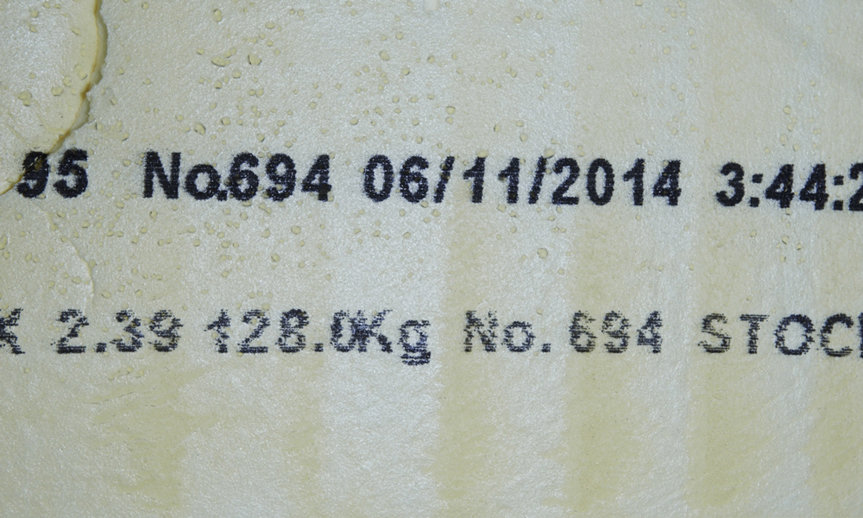 95 No.694 06/11/2014 3:44:2
K 2.39 128.0Kg No. 694 STOC